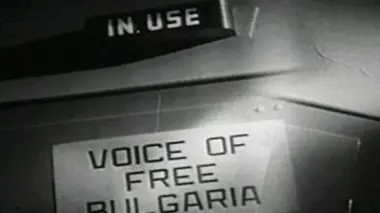 IN. USE
VOICE OF
FREE
BULGARIA